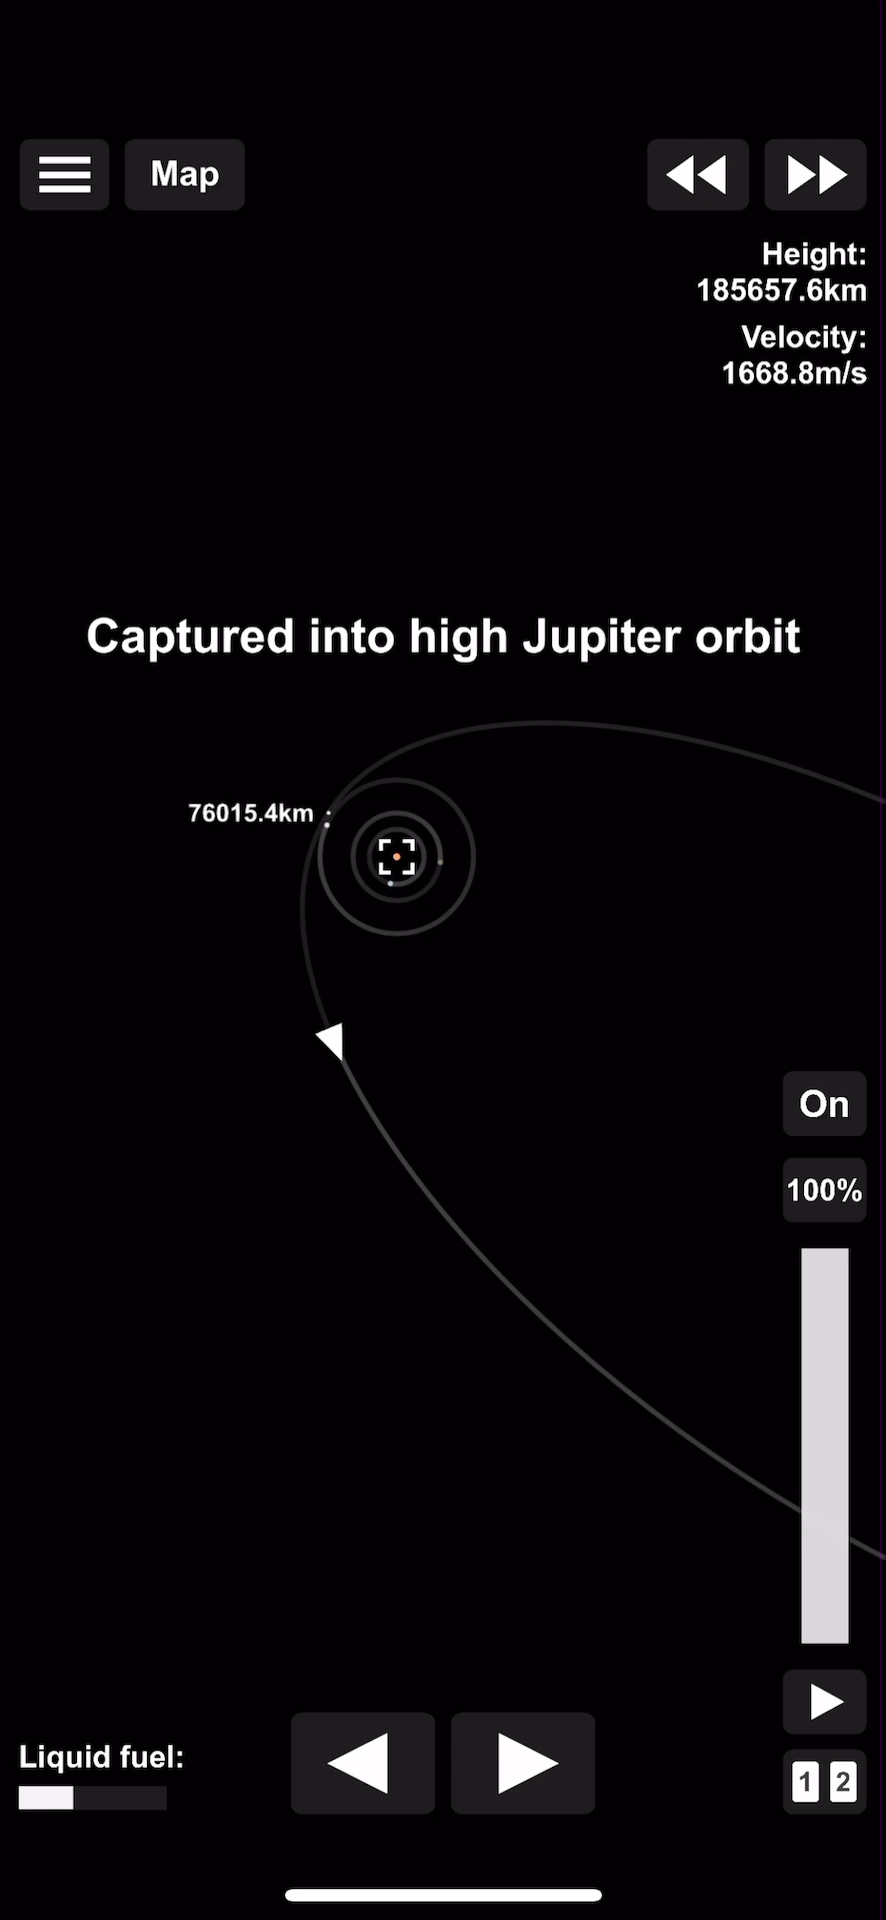 Map
Height:
185657.6km
Velocity:
1668.8m/s
Captured into high Jupiter orbit
76015.4km
On
100%
Liquid fuel:
1 2